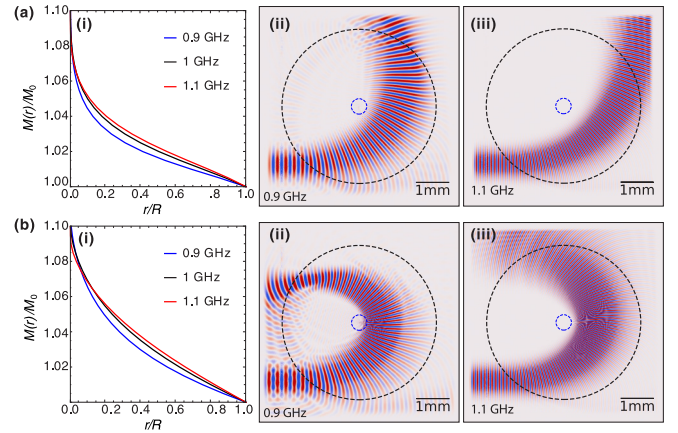 (a)
(i)
1.10
1.08
1.06
1.04
1.02
1.00
M(r)/M0
0.9 GHz
1 GHz
1.1 GHz
0.0 0.2 0.4 0.6 0.8 1.0
r/R
(ii)
0.9 GHz
1mm
(iii)
1.1 GHz
1mm
(b)
(i)
1.10
1.08
1.06
1.04
1.02
M(r)/M0
0.9 GHz
1 GHz
1.1 GHz
0.0 0.2 0.4 0.6 0.8 1.0
r/R
(ii)
0.9 GHz
1mm
(iii)
1.1 GHz
1mm